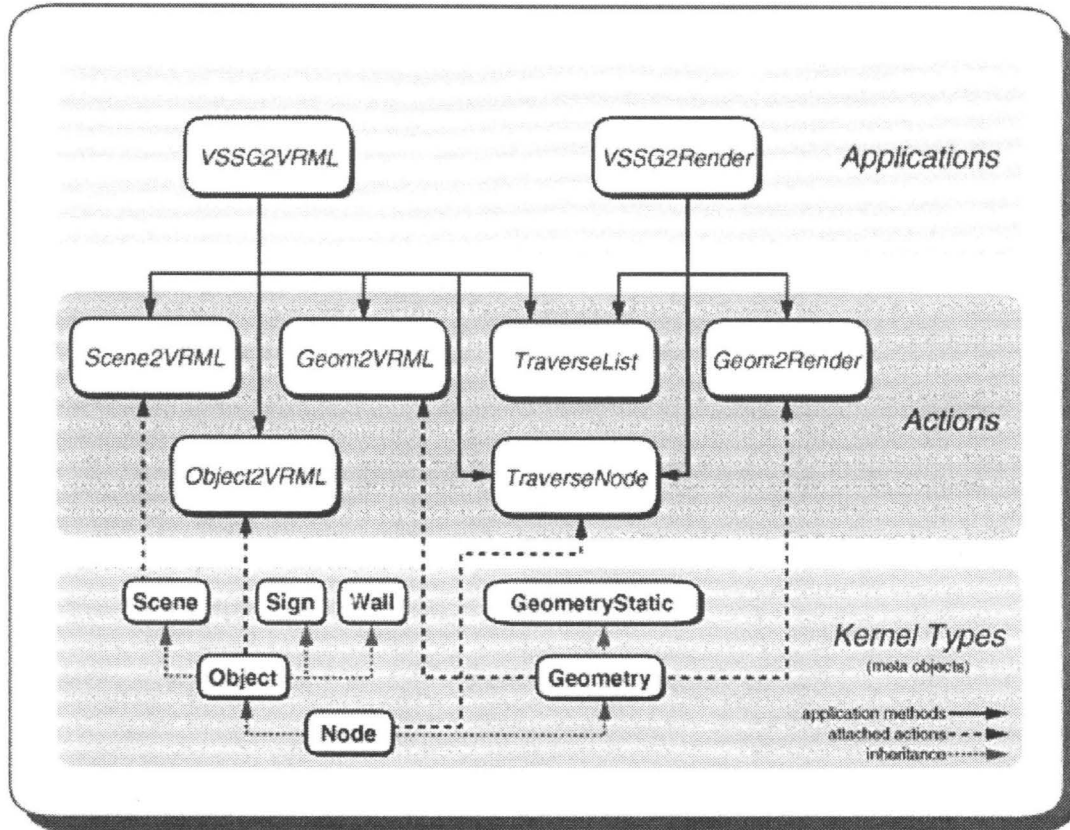 VSSG2VRML
VSSG2Render
Applications
Scene2VRML
Geom2VRML
TraverseList
Geom2Render
Actions
Object2VRML
TraverseNode
Scene
Sign
Wall
GeometryStatic
Kernel Types
(meta objects)
Object
Geometry
Node
application methods
attached actions
inheritance